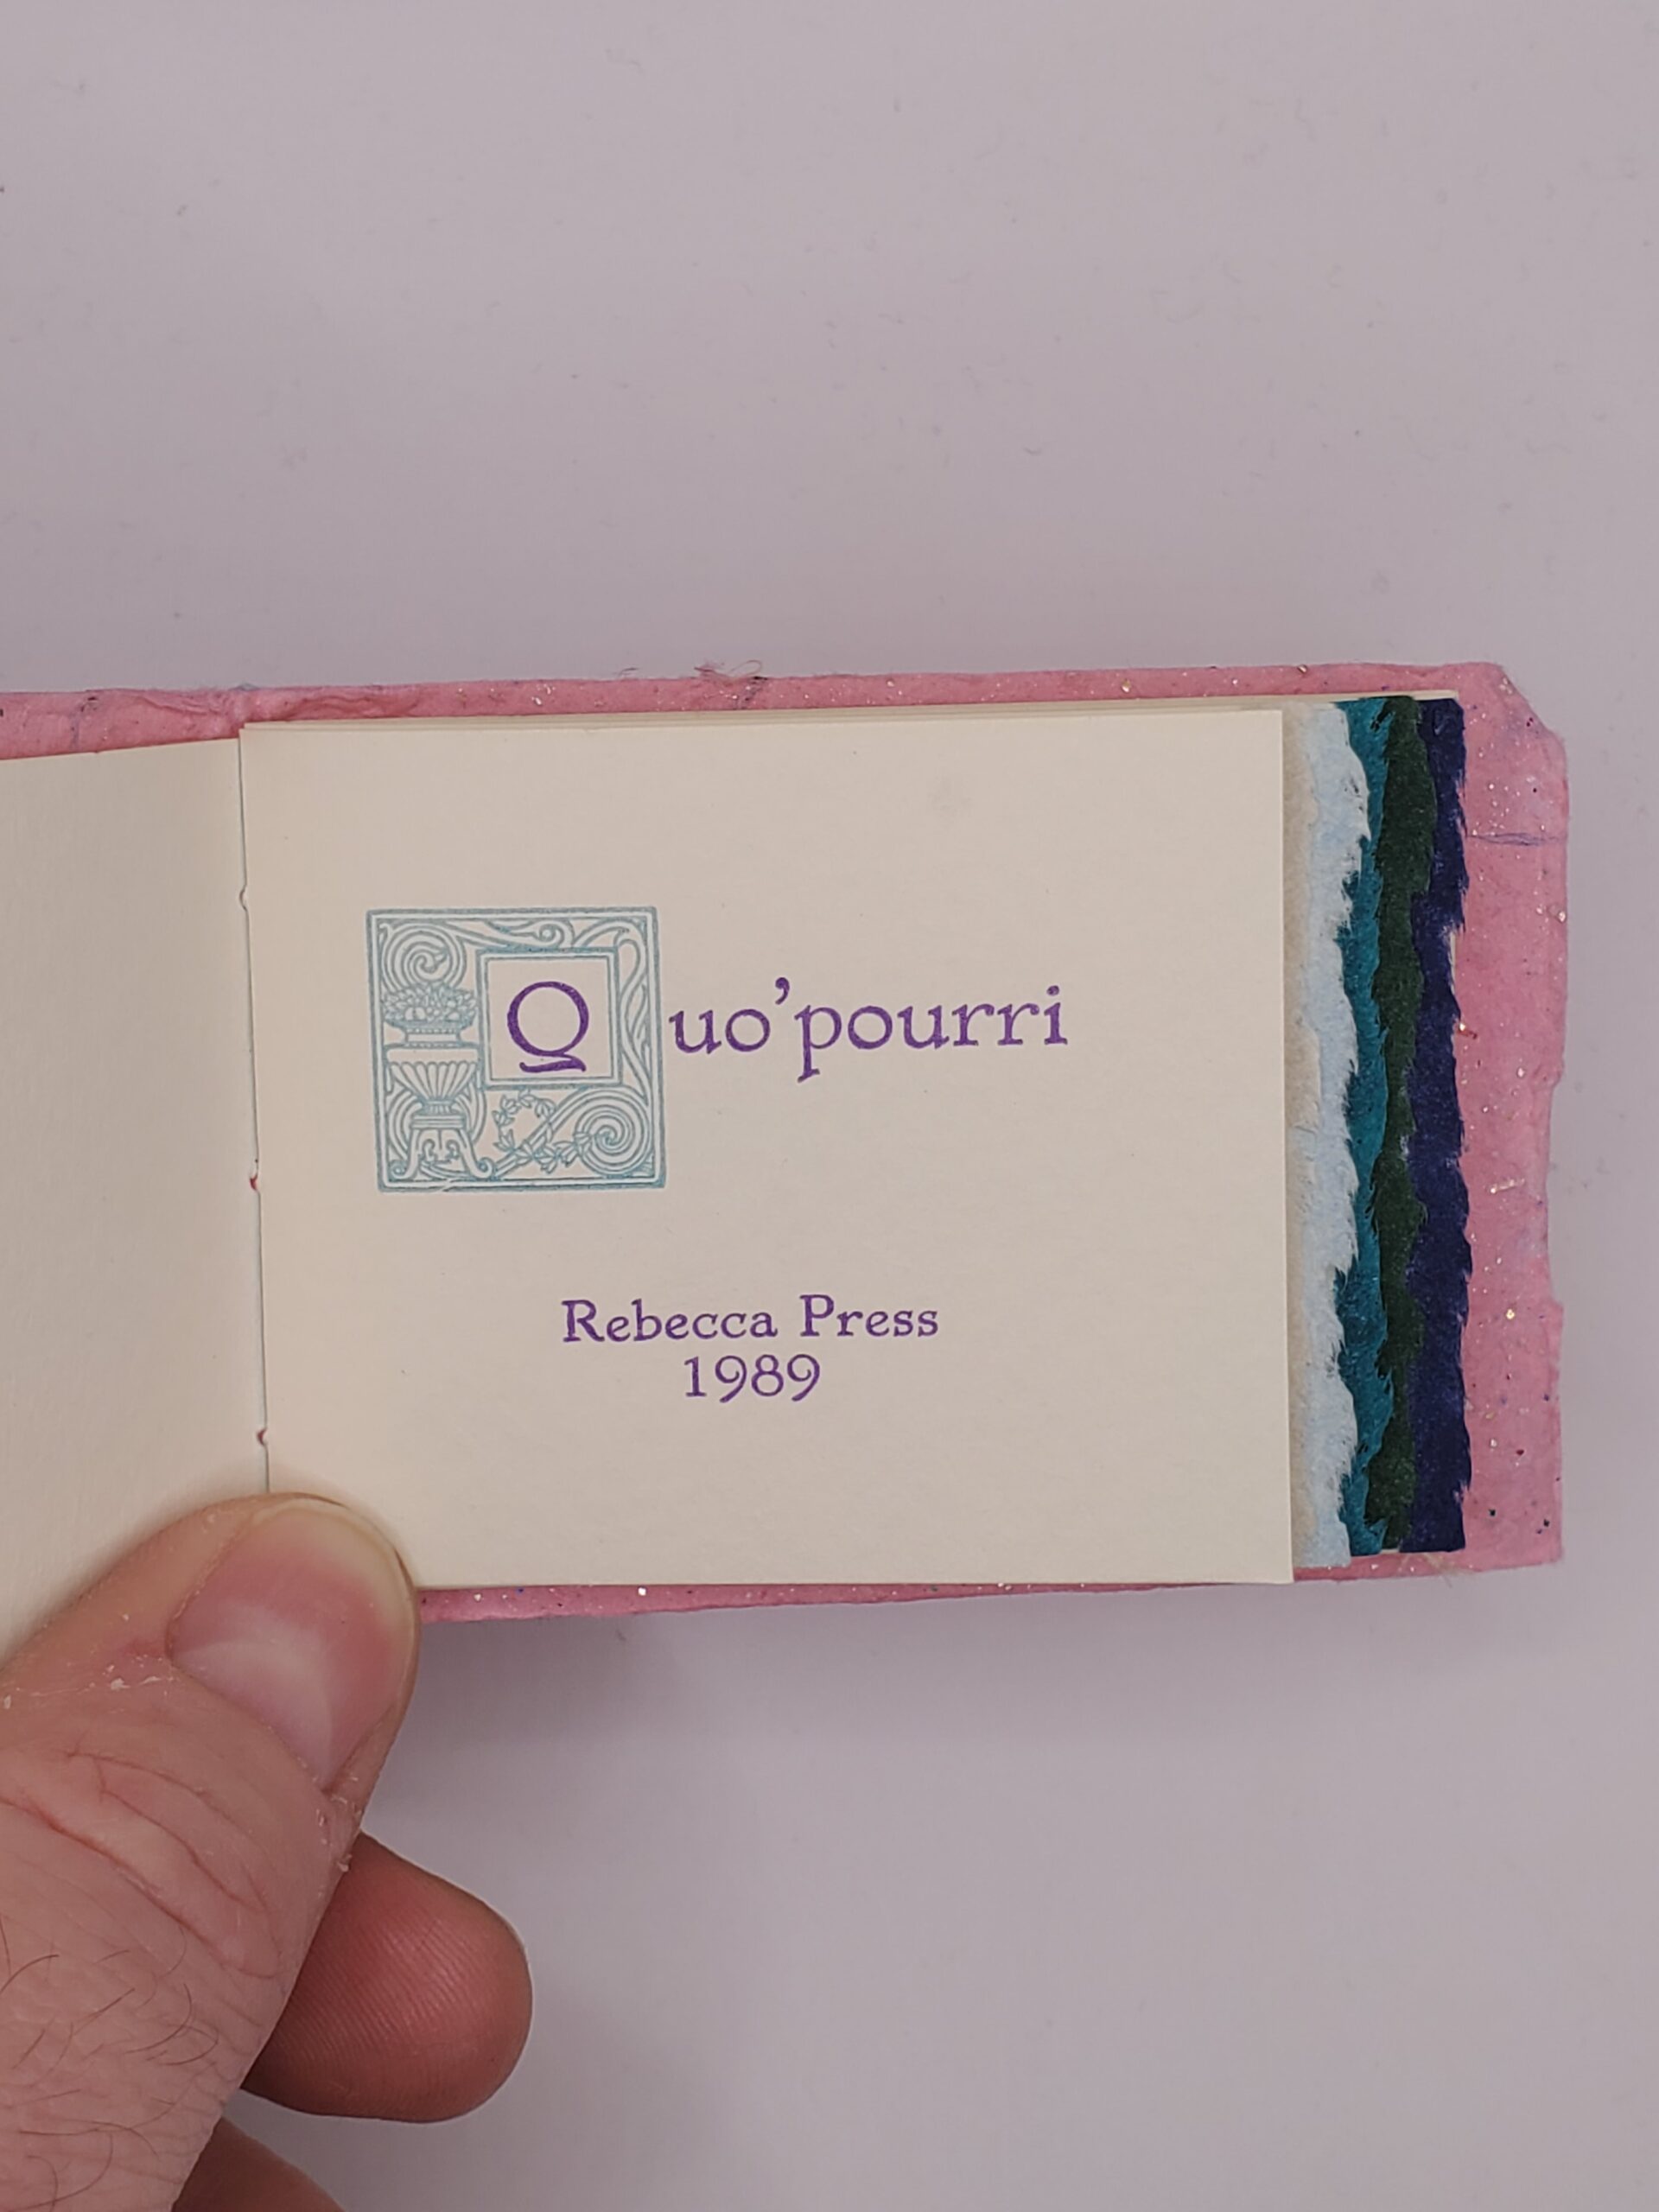 Quo’pourri
Rebecca Press
1989